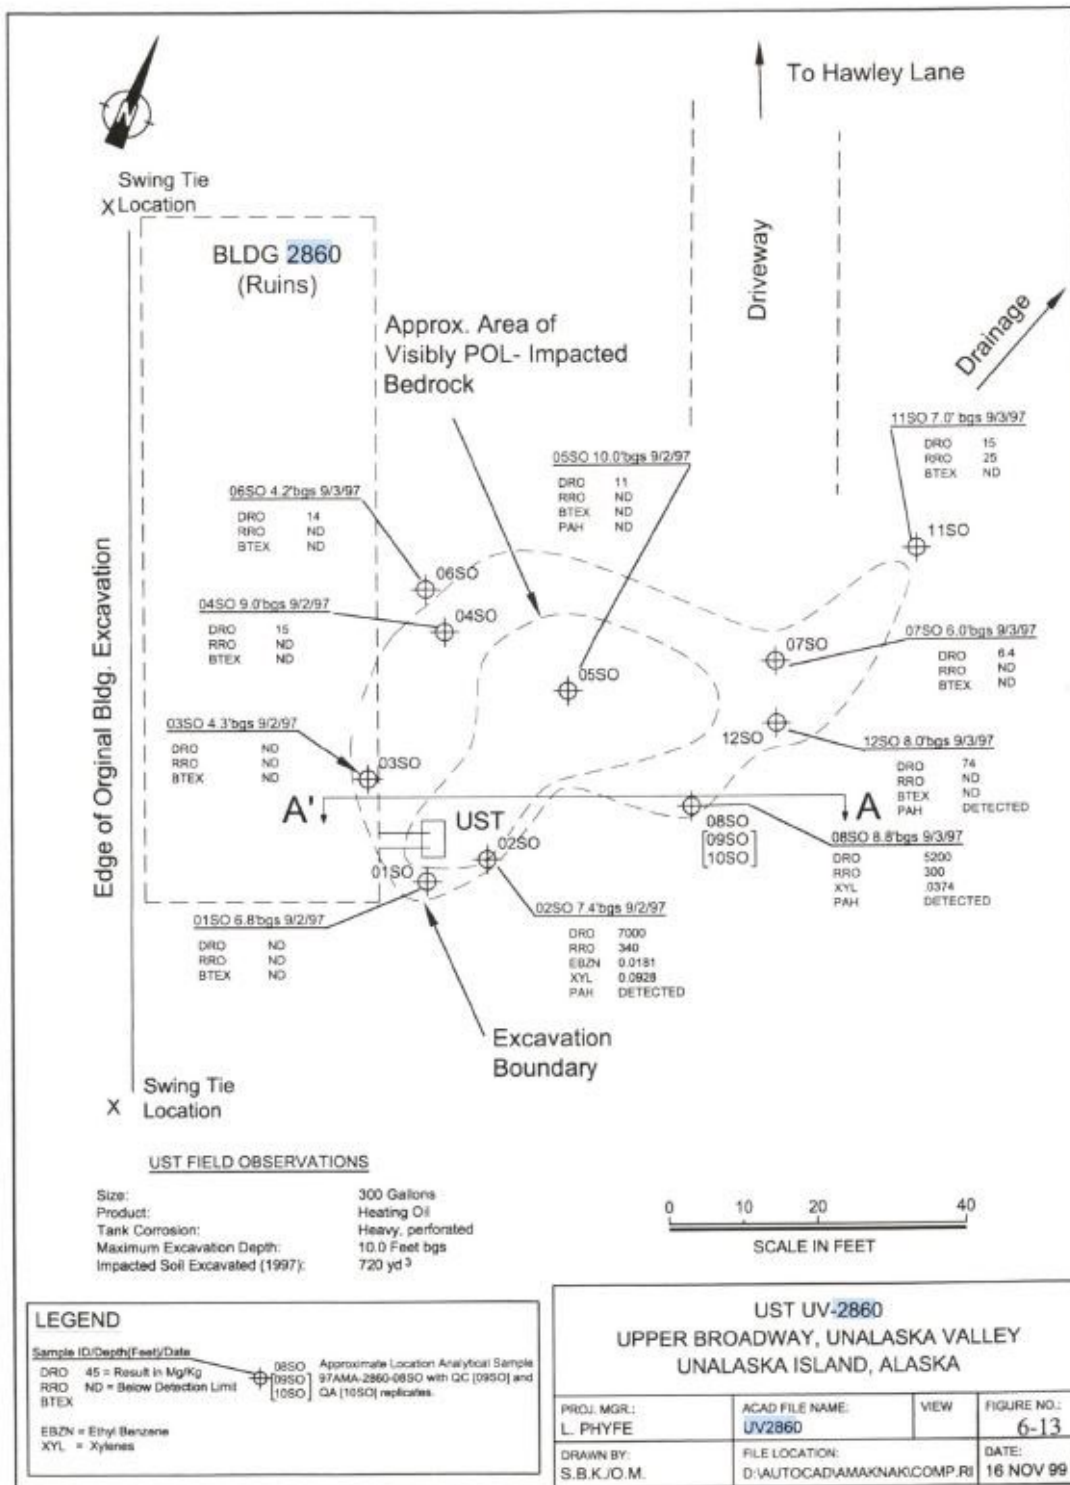 To Hawley Lane
N
Swing Tie
X Location
BLDG 2860
(Ruins)
Driveway
Drainage
Approx. Area of
Visibly POL- Impacted
Bedrock
11SO 7.0' bgs 9/3/97
DRO 15
RRO 25
BTEX ND
05SO 10.0'bgs 9/2/97
DRO 11
RRO ND
BTEX ND
PAH ND
06SO 4.2'bgs 9/3/97
DRO 14
RRO ND
BTEX ND
11SO
06SO
04SO 9.0'bgs 9/2/97
DRO 15
RRO ND
BTEX ND
04SO
07SO
07SO 6.0'bgs 9/3/97
DRO 6.4
RRO ND
BTEX ND
05SO
Edge of Orginal Bldg. Excavation
03SO 4.3'bgs 9/2/97
DRO ND
RRO ND
BTEX ND
03SO
12SO
12SO 8.0'bgs 9/3/97
DRO 74
RRO ND
BTEX ND
PAH DETECTED
A'
A
UST
08SO
[09SO]
[10SO]
08SO 8.8'bgs 9/3/97
DRO 5200
RRO 300
XYL .0374
PAH DETECTED
02SO
01SO
01SO 6.8'bgs 9/2/97
DRO ND
RRO ND
BTEX ND
02SO 7.4'bgs 9/2/97
DRO 7000
RRO 340
EBZN 0.0181
XYL 0.0928
PAH DETECTED
Excavation
Boundary
Swing Tie
X Location
UST FIELD OBSERVATIONS
Size: 300 Gallons
Product: Heating Oil
Tank Corrosion: Heavy, perforated
Maximum Excavation Depth: 10.0 Feet bgs
Impacted Soil Excavated (1997): 720 yd³
0 10 20 40
SCALE IN FEET
LEGEND
Sample ID/Depth(Feet)/Date
DRO 45 = Result in Mg/Kg
RRO ND = Below Detection Limit
BTEX
EBZN = Ethyl Benzene
XYL = Xylenes
08SO
[09SO]
[10SO]
Approximate Location Analytical Sample
97AMA-2860-08SO with QC [09SO] and
QA [10SO] replicates.
UST UV-2860
UPPER BROADWAY, UNALASKA VALLEY
UNALASKA ISLAND, ALASKA
PROJ. MGR.:
L. PHYFE
ACAD FILE NAME:
UV2860
VIEW
FIGURE NO.:
6-13
DRAWN BY:
S.B.K./O.M.
FILE LOCATION:
D:\AUTOCAD\AMAKNAK\COMP.RI
DATE:
16 NOV 99